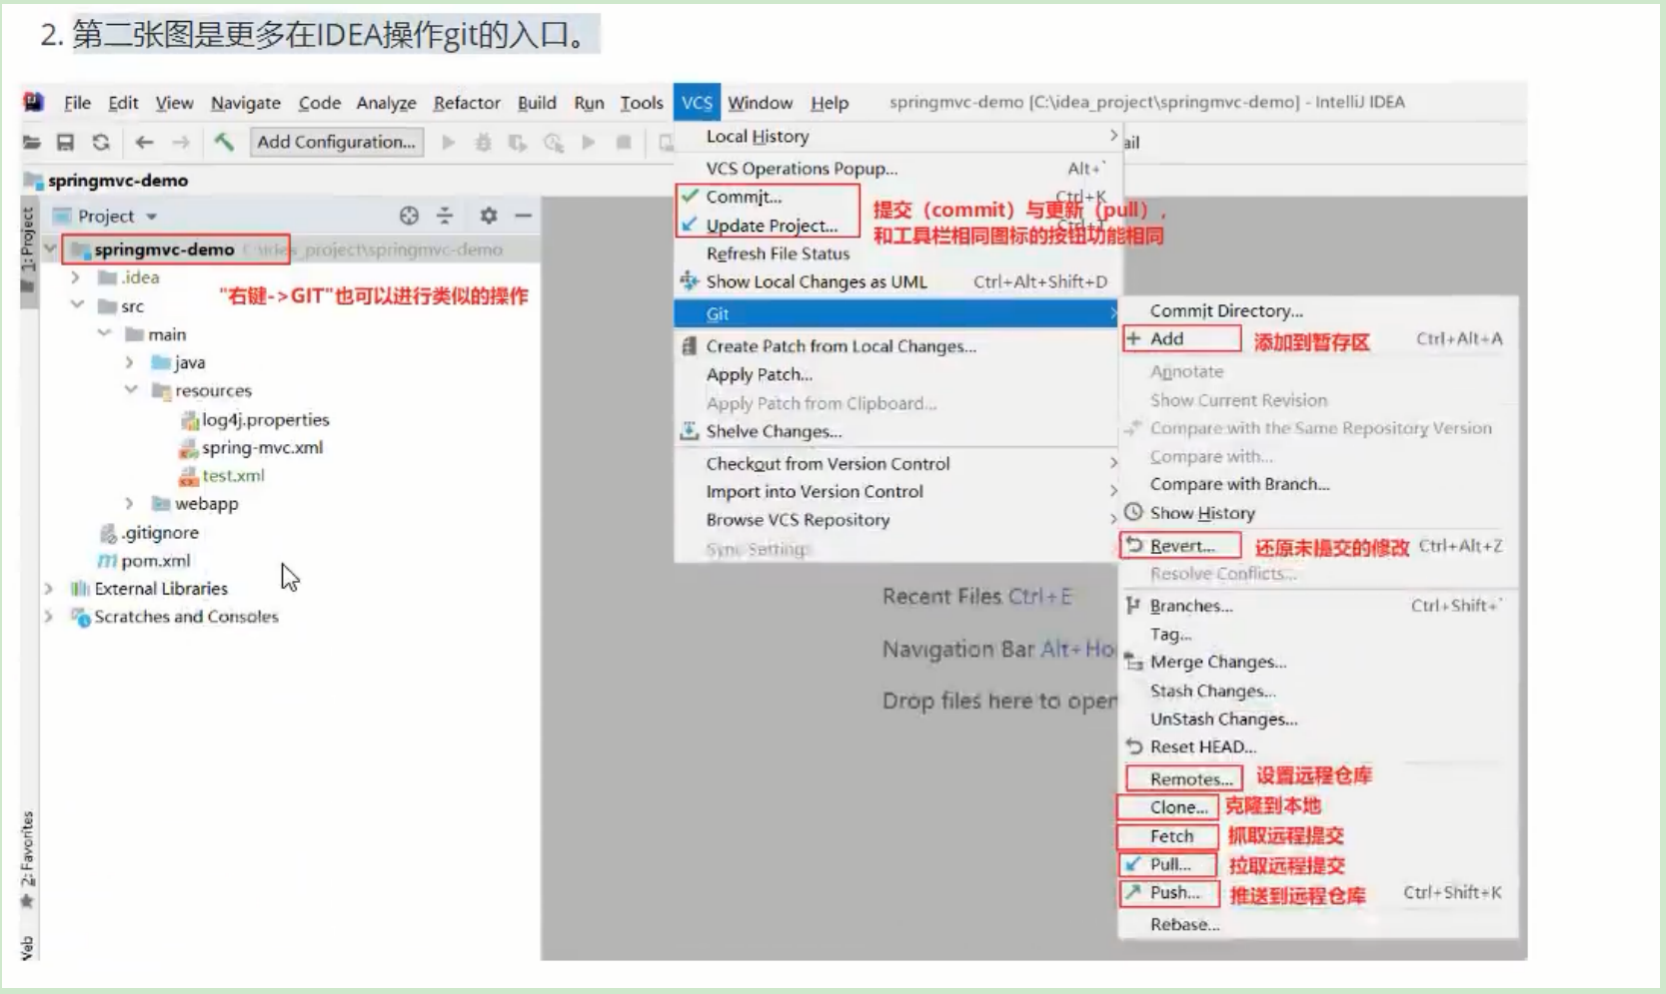 2. 第二张图是更多在IDEA操作git的入口。
File Edit View Navigate Code Analyze Refactor Build Run Tools VCS Window Help springmvc-demo [C:\idea_project\springmvc-demo] - IntelliJ IDEA
Add Configuration...
springmvc-demo
1: Project
Project
springmvc-demo project\springmvc-demo
.idea
"右键->GIT"也可以进行类似的操作
src
main
java
resources
log4j.properties
spring-mvc.xml
test.xml
webapp
.gitignore
pom.xml
External Libraries
Scratches and Consoles
2: Favorites
Local History
VCS Operations Popup... Alt+`
Commit... Ctrl+K
Update Project...
提交（commit）与更新（pull），
和工具栏相同图标的按钮功能相同
Refresh File Status
Show Local Changes as UML Ctrl+Alt+Shift+D
Git
Create Patch from Local Changes...
Apply Patch...
Apply Patch from Clipboard...
Shelve Changes...
Checkout from Version Control
Import into Version Control
Browse VCS Repository
Sync Settings
Recent Files Ctrl+E
Navigation Bar Alt+Ho
Drop files here to open
Commit Directory...
Add 添加到暂存区 Ctrl+Alt+A
Annotate
Show Current Revision
Compare with the Same Repository Version
Compare with...
Compare with Branch...
Show History
Revert... 还原未提交的修改 Ctrl+Alt+Z
Resolve Conflicts...
Branches... Ctrl+Shift+`
Tag...
Merge Changes...
Stash Changes...
UnStash Changes...
Reset HEAD...
Remotes... 设置远程仓库
Clone... 克隆到本地
Fetch 抓取远程提交
Pull... 拉取远程提交
Push... 推送到远程仓库 Ctrl+Shift+K
Rebase...